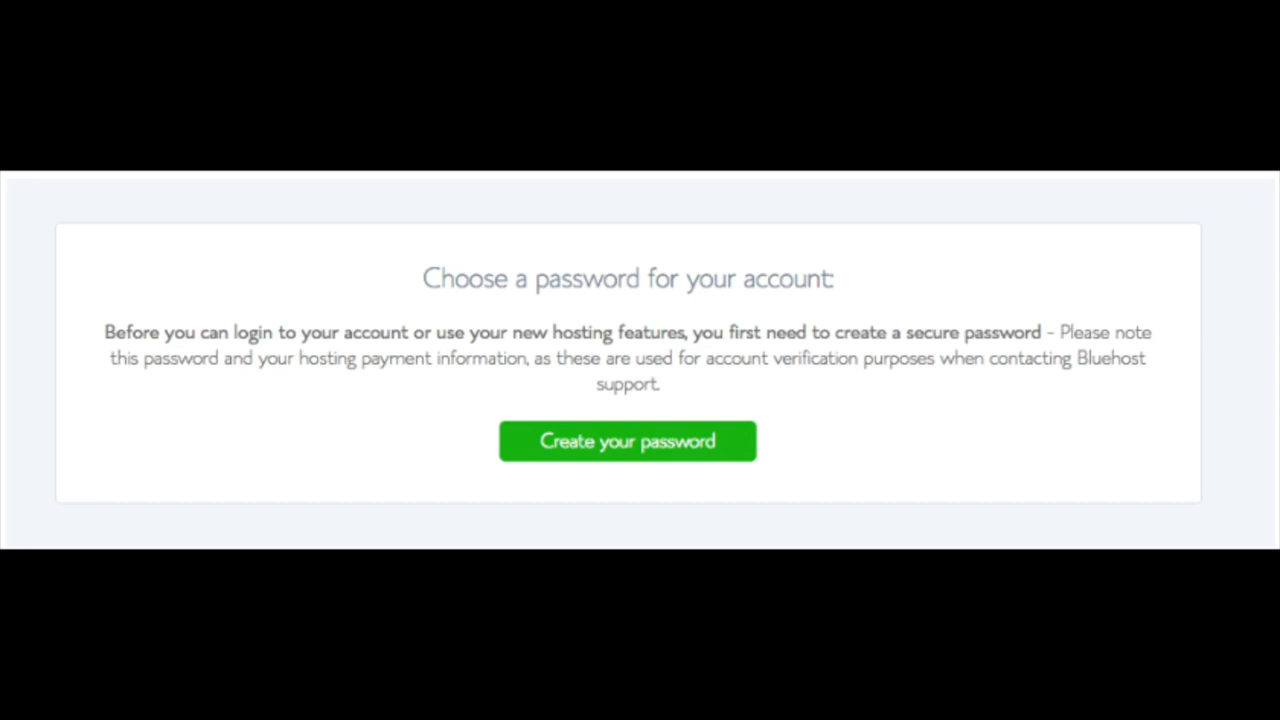 Choose a password for your account:
Before you can login to your account or use your new hosting features, you first need to create a secure password - Please note
this password and your hosting payment information, as these are used for account verification purposes when contacting Bluehost
support.
Create your password